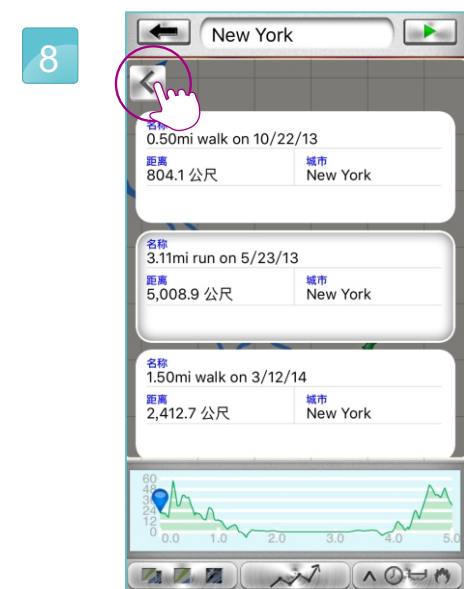 8
New York
名称
0.50mi walk on 10/22/13
距离 城市
804.1 公尺 New York
名称
3.11mi run on 5/23/13
距离 城市
5,008.9 公尺 New York
名称
1.50mi walk on 3/12/14
距离 城市
2,412.7 公尺 New York
60
48
36
24
12
0
0.0 1.0 2.0 3.0 4.0 5.0